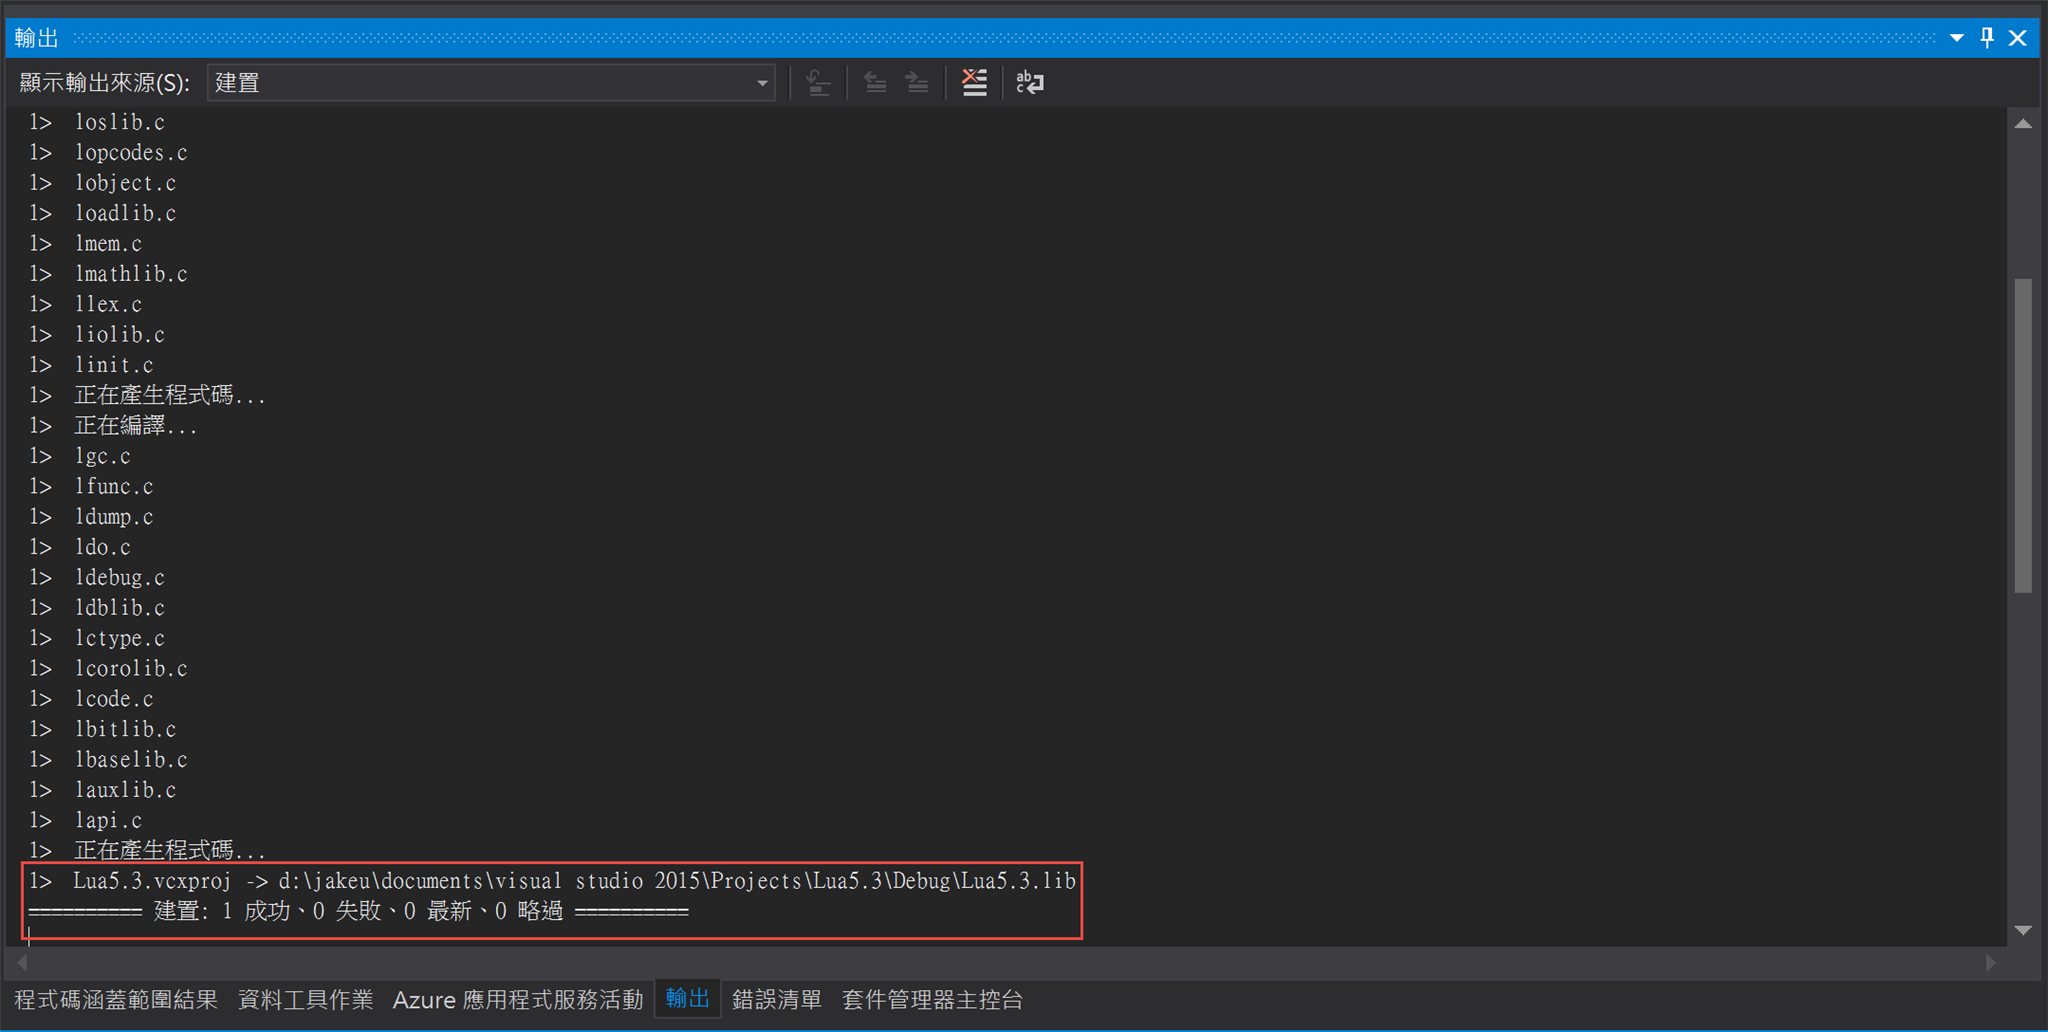 輸出
顯示輸出來源(S): 建置
1> loslib.c
1> lopcodes.c
1> lobject.c
1> loadlib.c
1> lmem.c
1> lmathlib.c
1> llex.c
1> liolib.c
1> linit.c
1> 正在產生程式碼...
1> 正在編譯...
1> lgc.c
1> lfunc.c
1> ldump.c
1> ldo.c
1> ldebug.c
1> ldblib.c
1> lctype.c
1> lcorolib.c
1> lcode.c
1> lbitlib.c
1> lbaselib.c
1> lauxlib.c
1> lapi.c
1> 正在產生程式碼...
1> Lua5.3.vcxproj -> d:\jakeu\documents\visual studio 2015\Projects\Lua5.3\Debug\Lua5.3.lib
========== 建置: 1 成功、0 失敗、0 最新、0 略過 ==========
程式碼涵蓋範圍結果 資料工具作業 Azure 應用程式服務活動 輸出 錯誤清單 套件管理器主控台